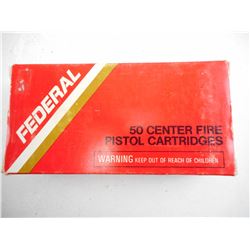 FEDERAL
50 CENTER FIRE
PISTOL CARTRIDGES
WARNING KEEP OUT OF REACH OF CHILDREN